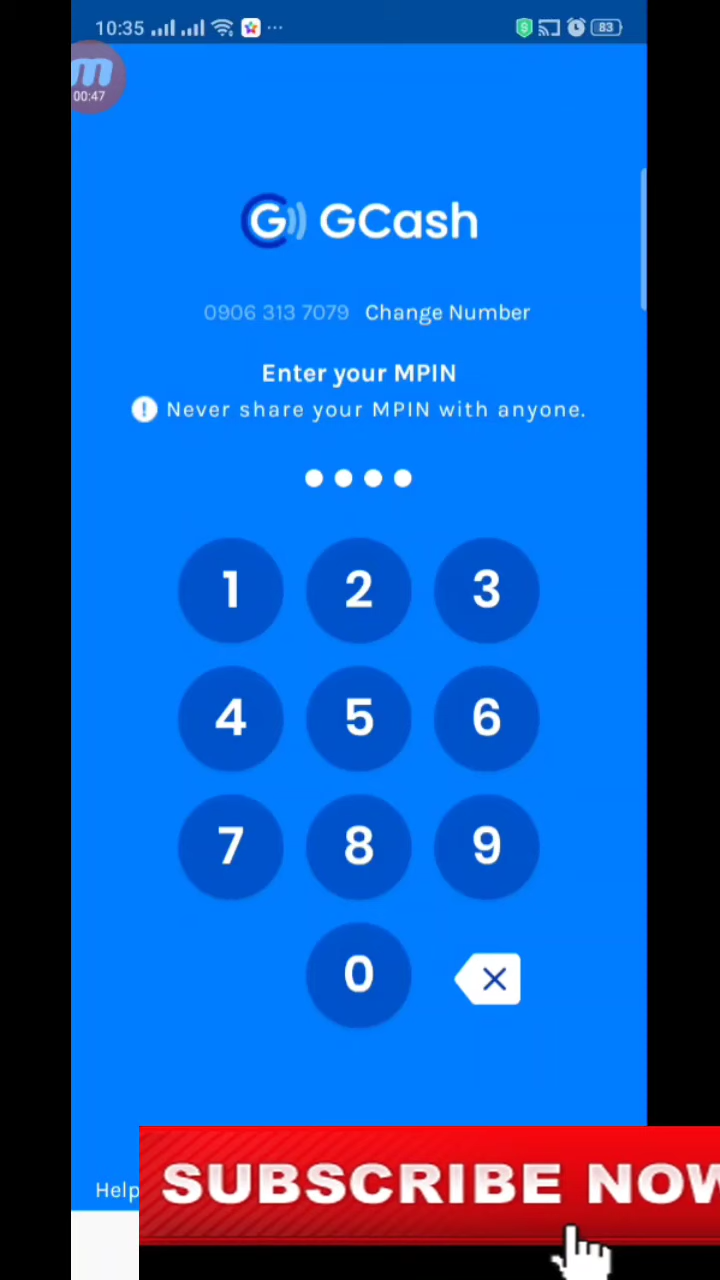 10:35
83
m
00:47
G GCash
0906 313 7079 Change Number
Enter your MPIN
! Never share your MPIN with anyone.
1 2 3
4 5 6
7 8 9
0
Help
SUBSCRIBE NOW